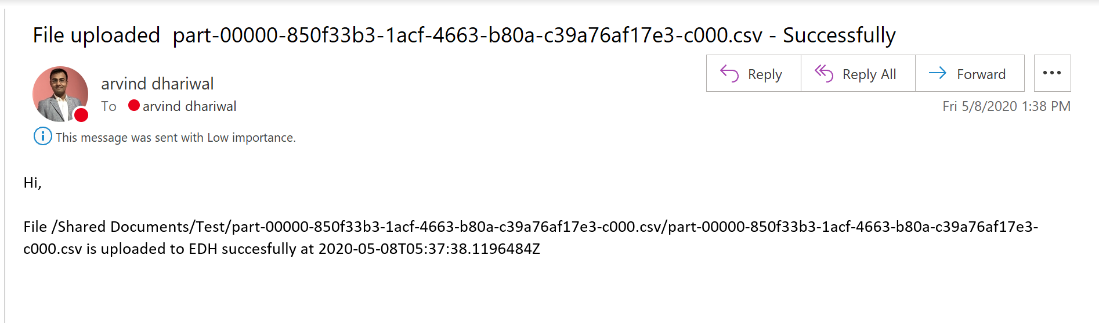 File uploaded  part-00000-850f33b3-1acf-4663-b80a-c39a76af17e3-c000.csv - Successfully
arvind dhariwal
To arvind dhariwal
Reply Reply All Forward ...
Fri 5/8/2020 1:38 PM
This message was sent with Low importance.
Hi,
File /Shared Documents/Test/part-00000-850f33b3-1acf-4663-b80a-c39a76af17e3-c000.csv/part-00000-850f33b3-1acf-4663-b80a-c39a76af17e3-
c000.csv is uploaded to EDH succesfully at 2020-05-08T05:37:38.1196484Z